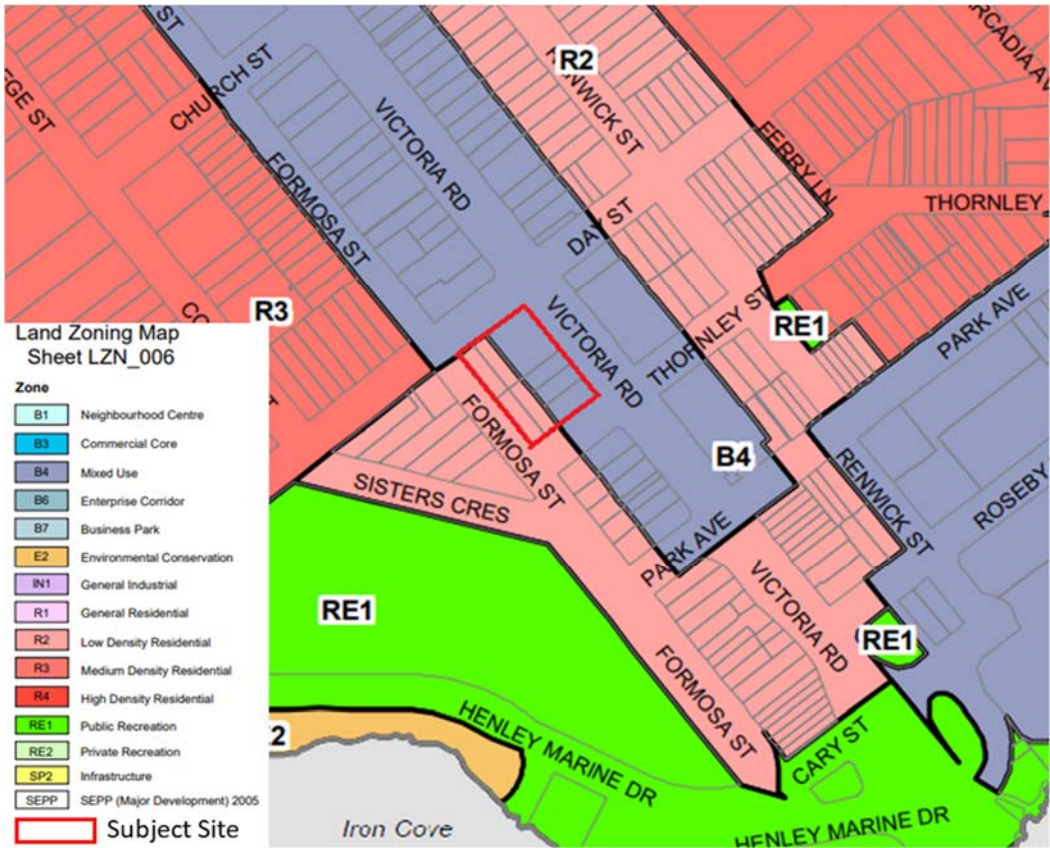 ST
CHURCH ST
R2
RENWICK ST
ARCADIA AV
EGE ST
VICTORIA RD
FERRY LN
FORMOSA ST
DAY ST
THORNLEY
R3
VICTORIA RD
THORNLEY ST
RE1
PARK AVE
Land Zoning Map
Sheet LZN_006
Zone
B1 Neighbourhood Centre
B3 Commercial Core
B4 Mixed Use
B6 Enterprise Corridor
B7 Business Park
E2 Environmental Conservation
IN1 General Industrial
R1 General Residential
R2 Low Density Residential
R3 Medium Density Residential
R4 High Density Residential
RE1 Public Recreation
RE2 Private Recreation
SP2 Infrastructure
SEPP SEPP (Major Development) 2005
Subject Site
FORMOSA ST
B4
RENWICK ST
ROSEBY
SISTERS CRES
PARK AVE
RE1
VICTORIA RD
RE1
FORMOSA ST
HENLEY MARINE DR
CARY ST
Iron Cove
HENLEY MARINE DR